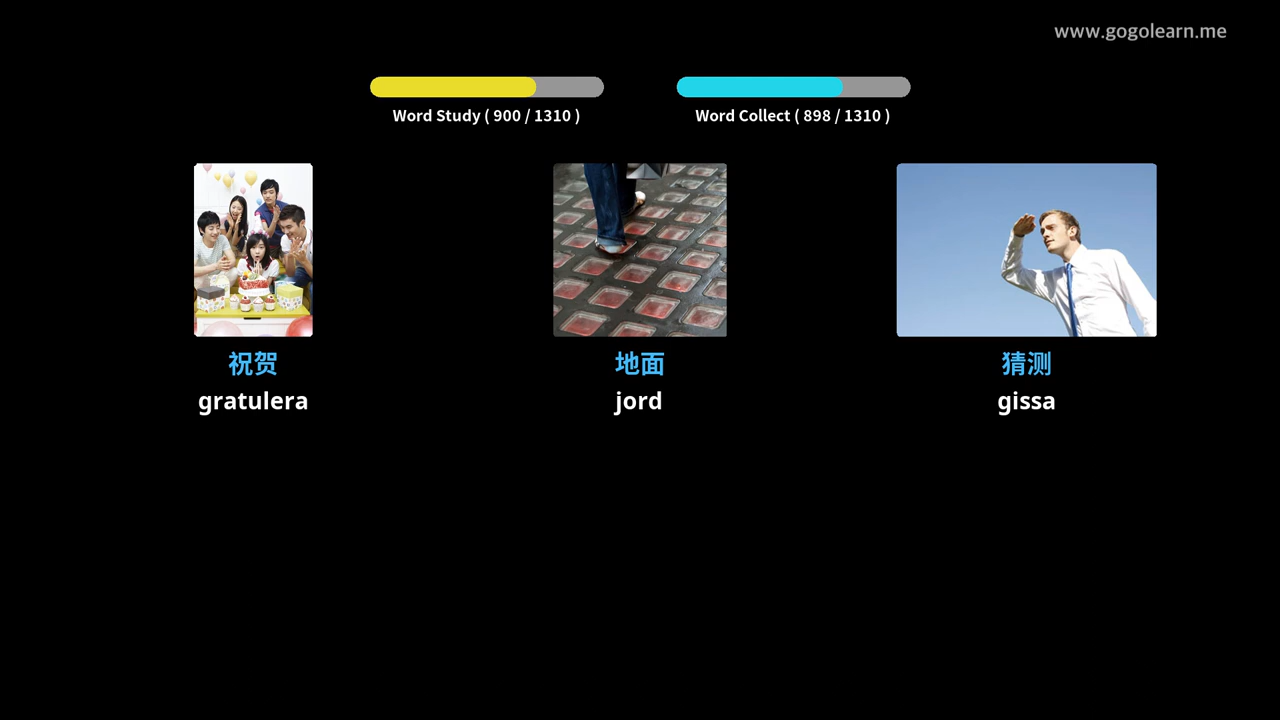 www.gogolearn.me
Word Study ( 900 / 1310 )
Word Collect ( 898 / 1310 )
祝贺
gratulera
地面
jord
猜测
gissa